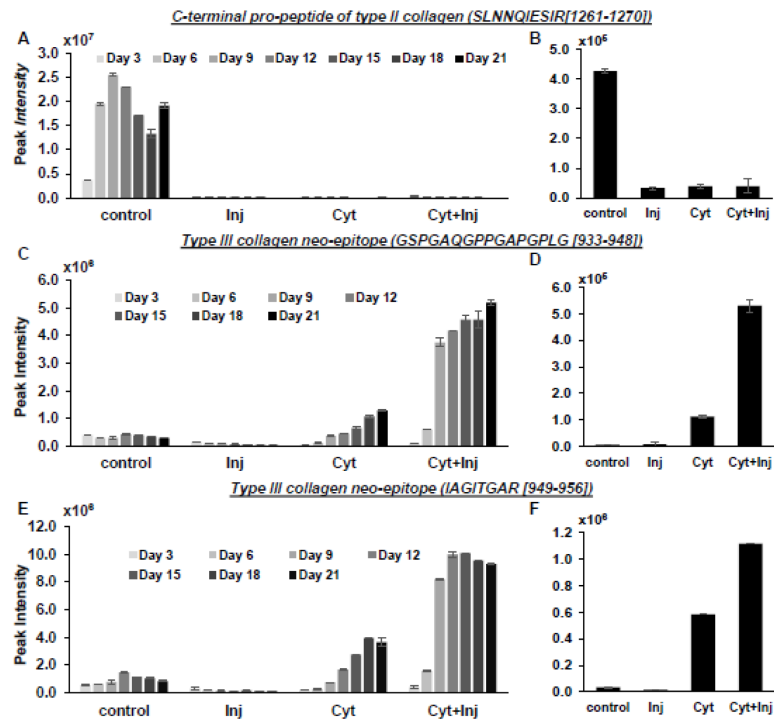 C-terminal pro-peptide of type II collagen (SLNNQIESIR[1261-1270])
A
x10⁷
Day 3 Day 6 Day 9 Day 12 Day 15 Day 18 Day 21
Peak Intensity
3.0
2.5
2.0
1.5
1.0
0.5
0.0
control Inj Cyt Cyt+Inj
B
x10⁶
5.0
4.0
3.0
2.0
1.0
0.0
control Inj Cyt Cyt+Inj
Type III collagen neo-epitope (GSPGAQGPPGAPGPLG [933-948])
C
x10⁶
Day 3 Day 6 Day 9 Day 12
Day 15 Day 18 Day 21
Peak Intensity
6.0
5.0
4.0
3.0
2.0
1.0
0.0
control Inj Cyt Cyt+Inj
D
x10⁶
6.0
5.0
4.0
3.0
2.0
1.0
0.0
control Inj Cyt Cyt+Inj
Type III collagen neo-epitope (IAGITGAR [949-956])
E
x10⁶
Day 3 Day 6 Day 9 Day 12
Day 15 Day 18 Day 21
Peak Intensity
12.0
10.0
8.0
6.0
4.0
2.0
0.0
control Inj Cyt Cyt+Inj
F
x10⁶
1.2
1.0
0.8
0.6
0.4
0.2
0.0
control Inj Cyt Cyt+Inj